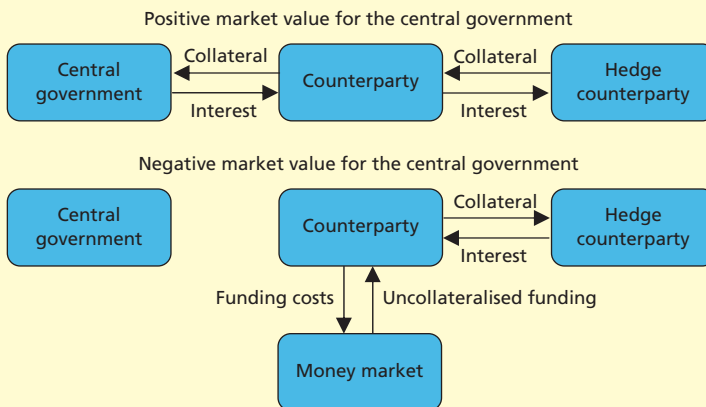 Positive market value for the central government
Collateral
Collateral
Central
government
Counterparty
Hedge
counterparty
Interest
Interest
Negative market value for the central government
Central
government
Counterparty
Collateral
Hedge
counterparty
Interest
Funding costs
Uncollateralised funding
Money market